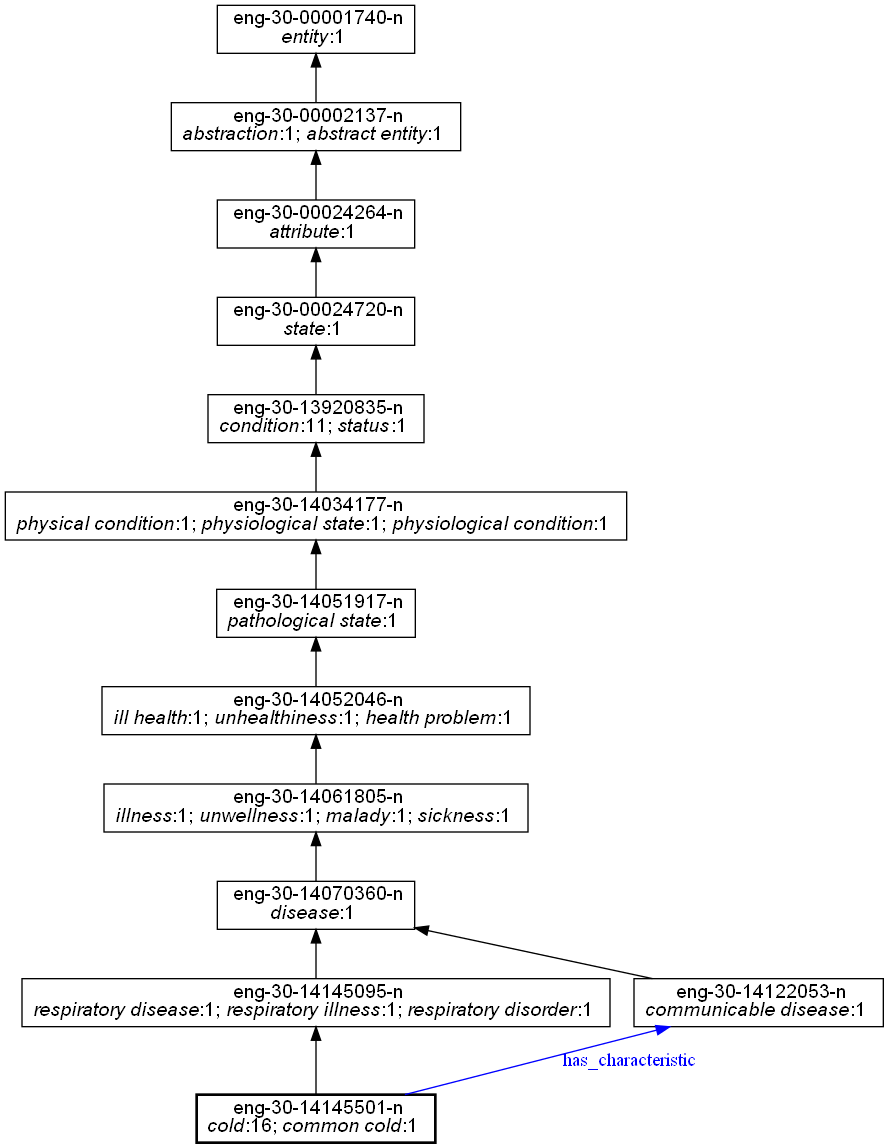 eng-30-00001740-n
entity:1
eng-30-00002137-n
abstraction:1; abstract entity:1
eng-30-00024264-n
attribute:1
eng-30-00024720-n
state:1
eng-30-13920835-n
condition:11; status:1
eng-30-14034177-n
physical condition:1; physiological state:1; physiological condition:1
eng-30-14051917-n
pathological state:1
eng-30-14052046-n
ill health:1; unhealthiness:1; health problem:1
eng-30-14061805-n
illness:1; unwellness:1; malady:1; sickness:1
eng-30-14070360-n
disease:1
eng-30-14145095-n
respiratory disease:1; respiratory illness:1; respiratory disorder:1
eng-30-14122053-n
communicable disease:1
has_characteristic
eng-30-14145501-n
cold:16; common cold:1